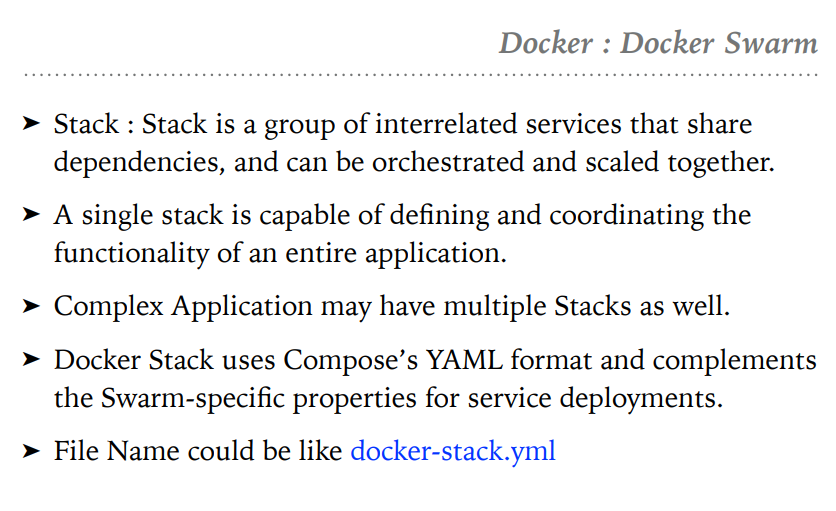 Docker : Docker Swarm
➤ Stack : Stack is a group of interrelated services that share
dependencies, and can be orchestrated and scaled together.
➤ A single stack is capable of defining and coordinating the
functionality of an entire application.
➤ Complex Application may have multiple Stacks as well.
➤ Docker Stack uses Compose’s YAML format and complements
the Swarm-specific properties for service deployments.
➤ File Name could be like docker-stack.yml